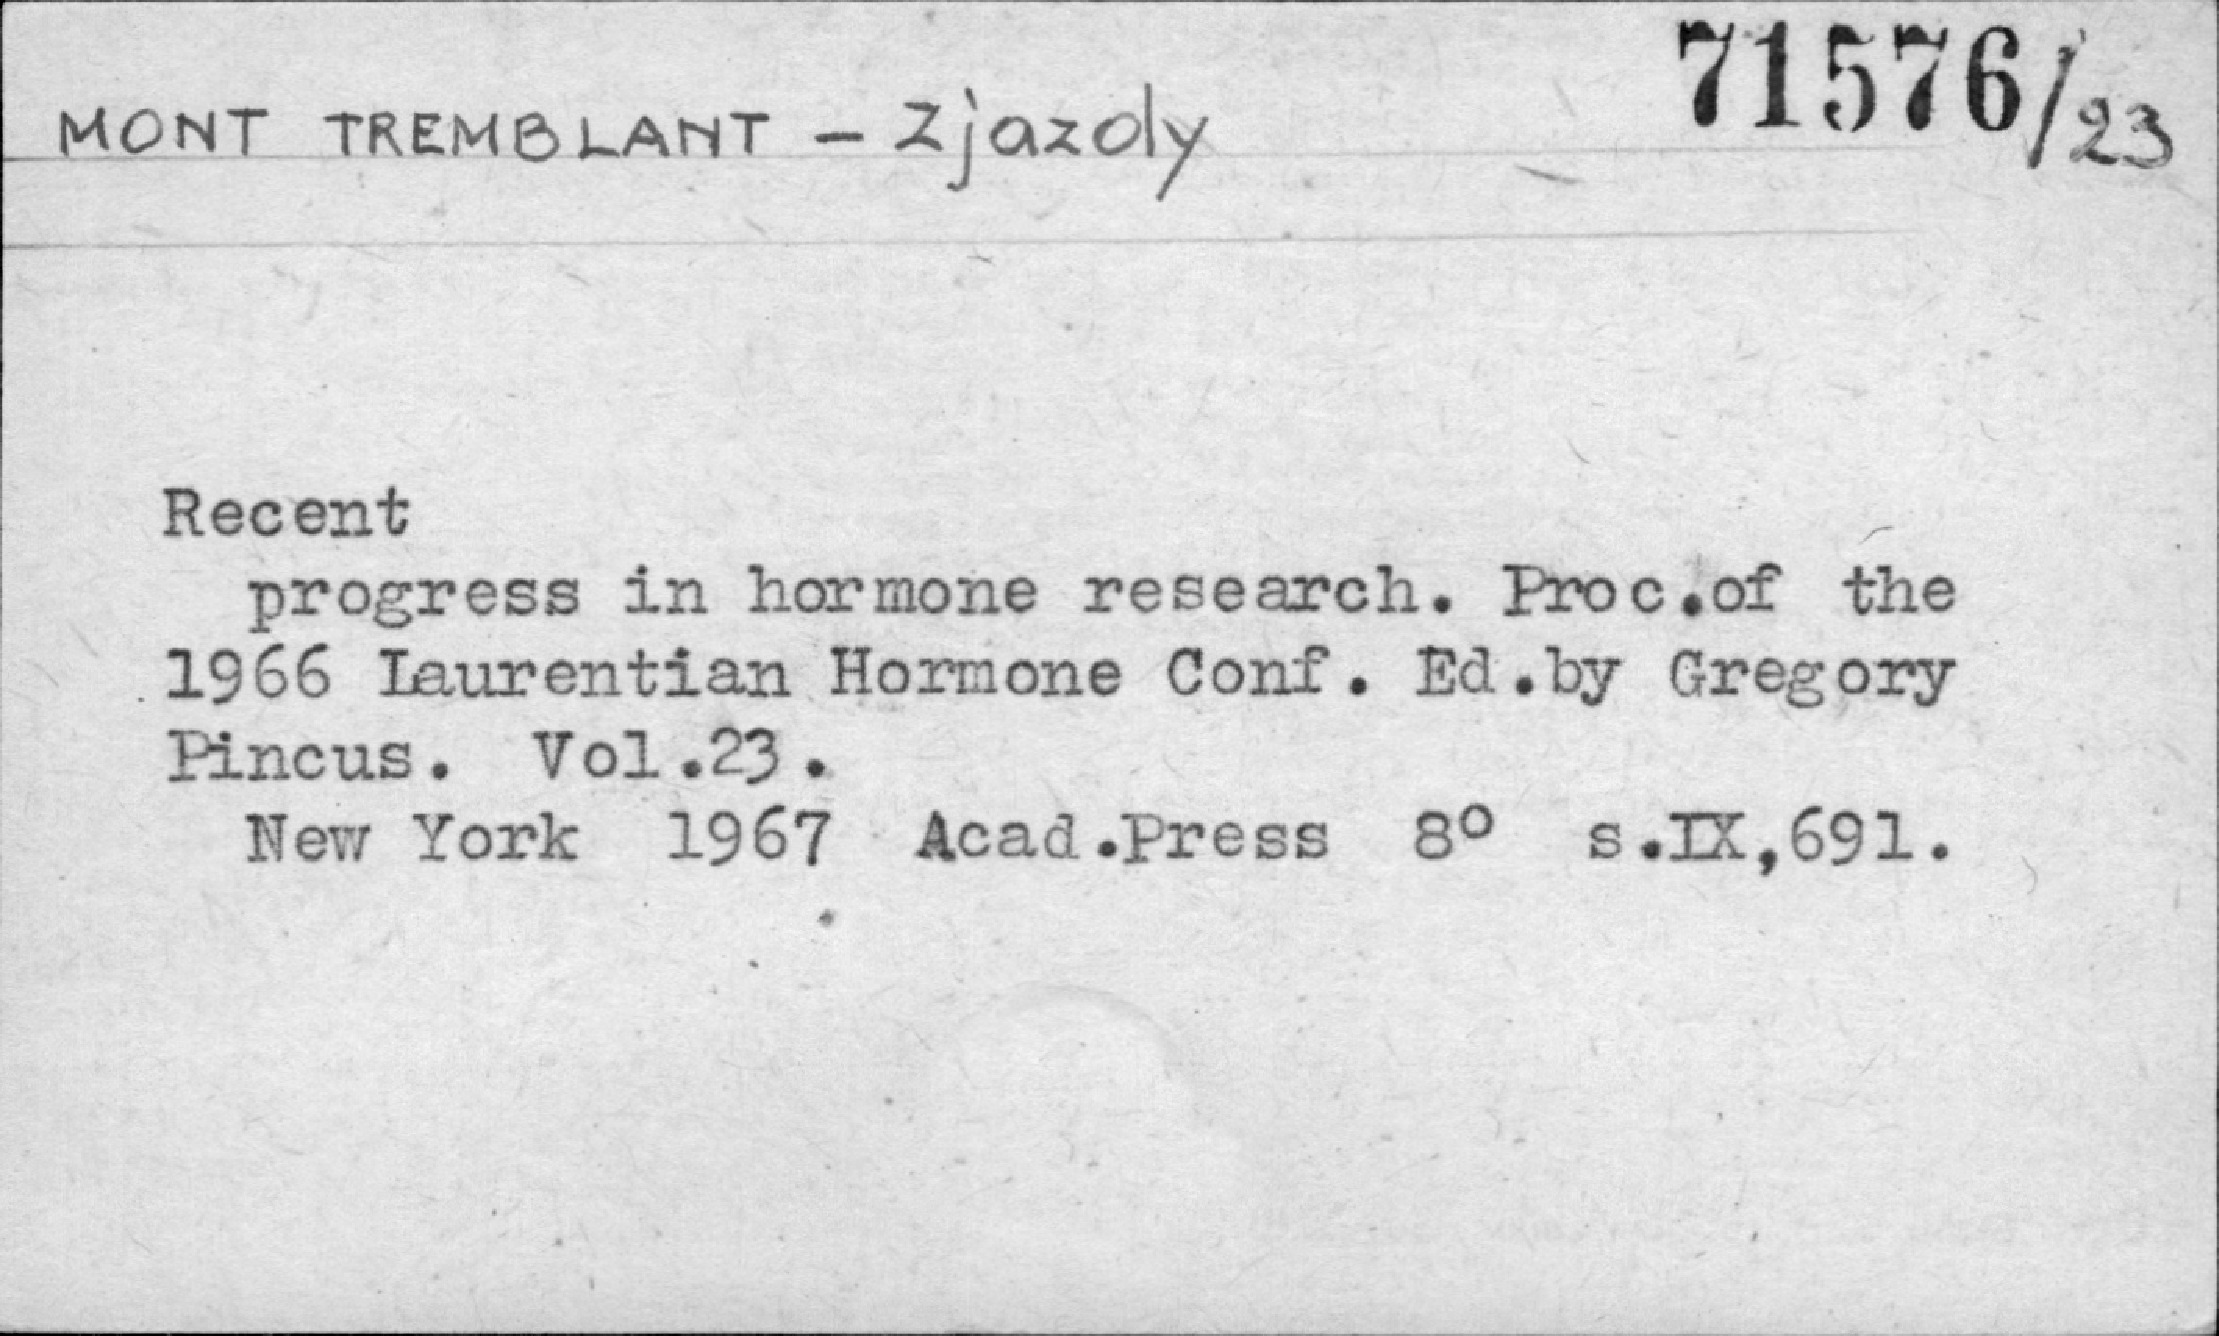 71576/23
MONT TREMBLANT - Zjazdy
Recent
progress in hormone research. Proc.of the
1966 Laurentian Hormone Conf. Ed.by Gregory
Pincus. Vol.23.
New York 1967 Acad.Press 8° s.IX,691.